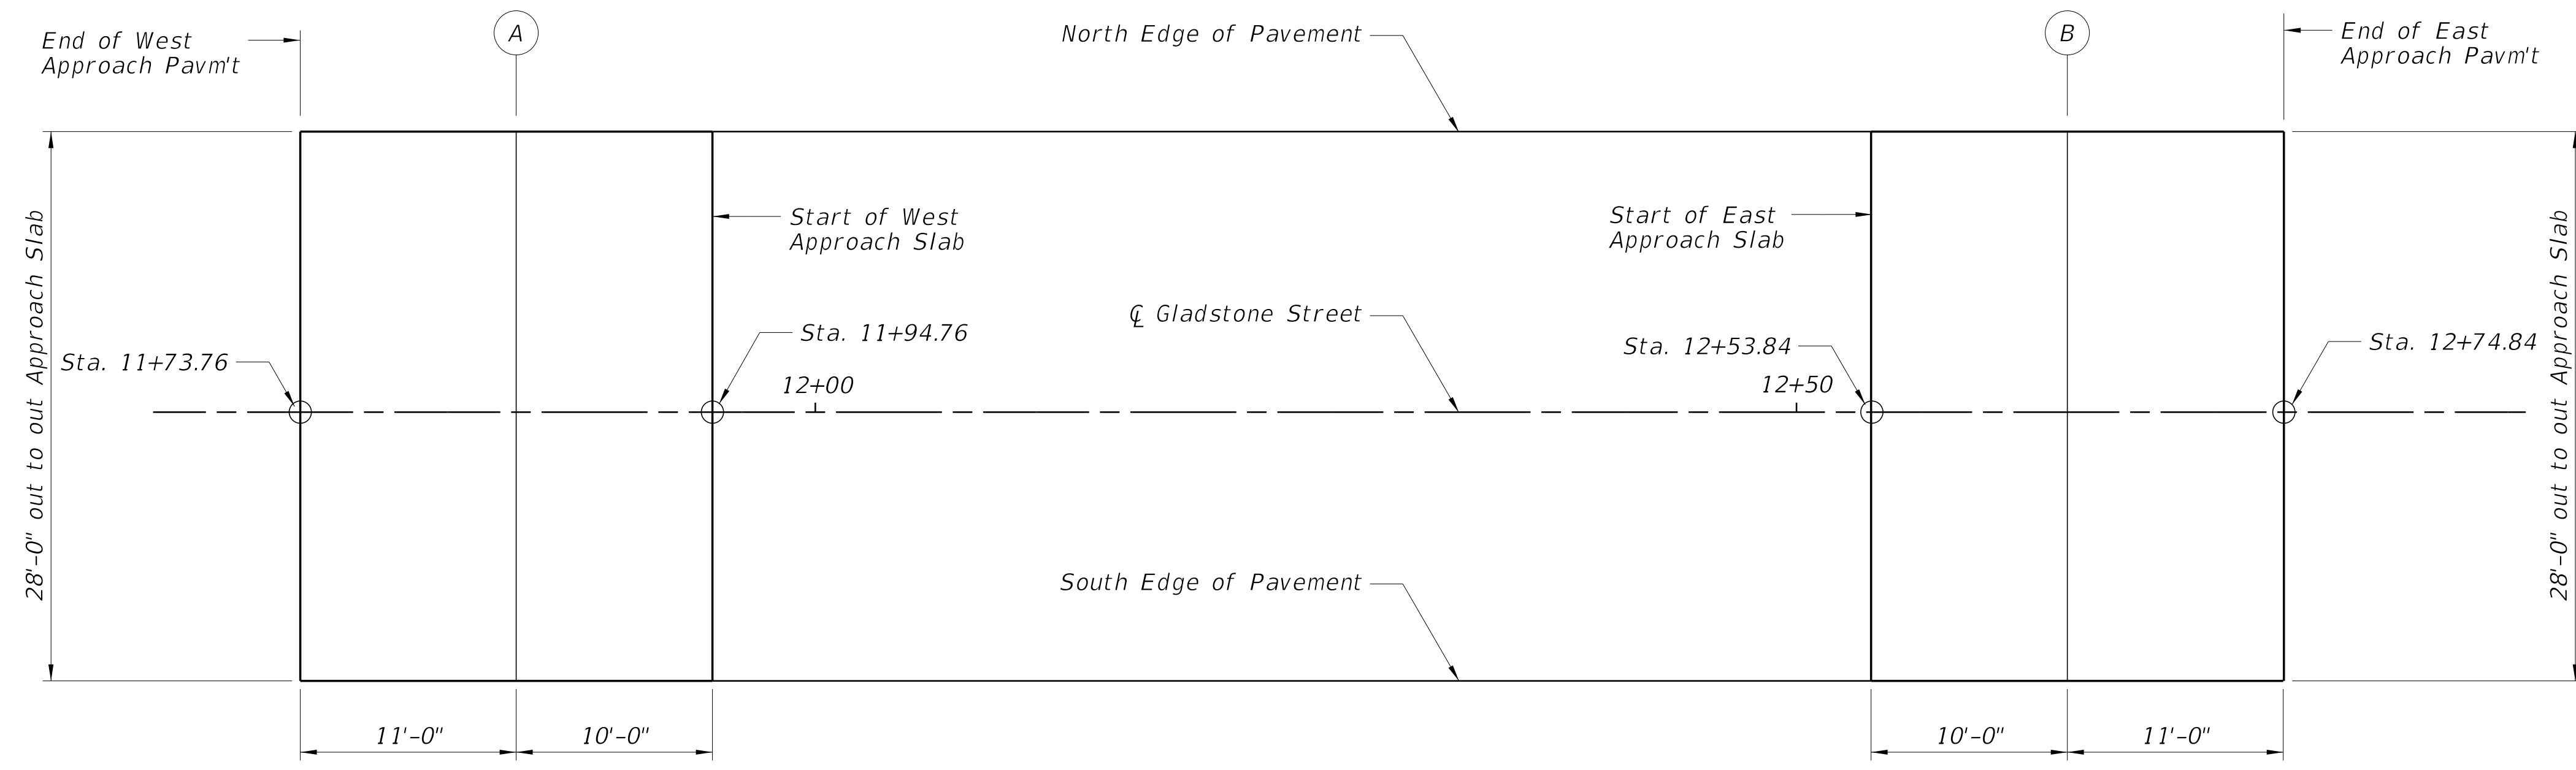 End of West
Approach Pavm't
A
North Edge of Pavement
B
End of East
Approach Pavm't
Start of West
Approach Slab
Start of East
Approach Slab
28'-0" out to out Approach Slab
Sta. 11+73.76
Sta. 11+94.76
12+00
℄ Gladstone Street
Sta. 12+53.84
12+50
Sta. 12+74.84
28'-0" out to out Approach Slab
South Edge of Pavement
11'-0"
10'-0"
10'-0"
11'-0"